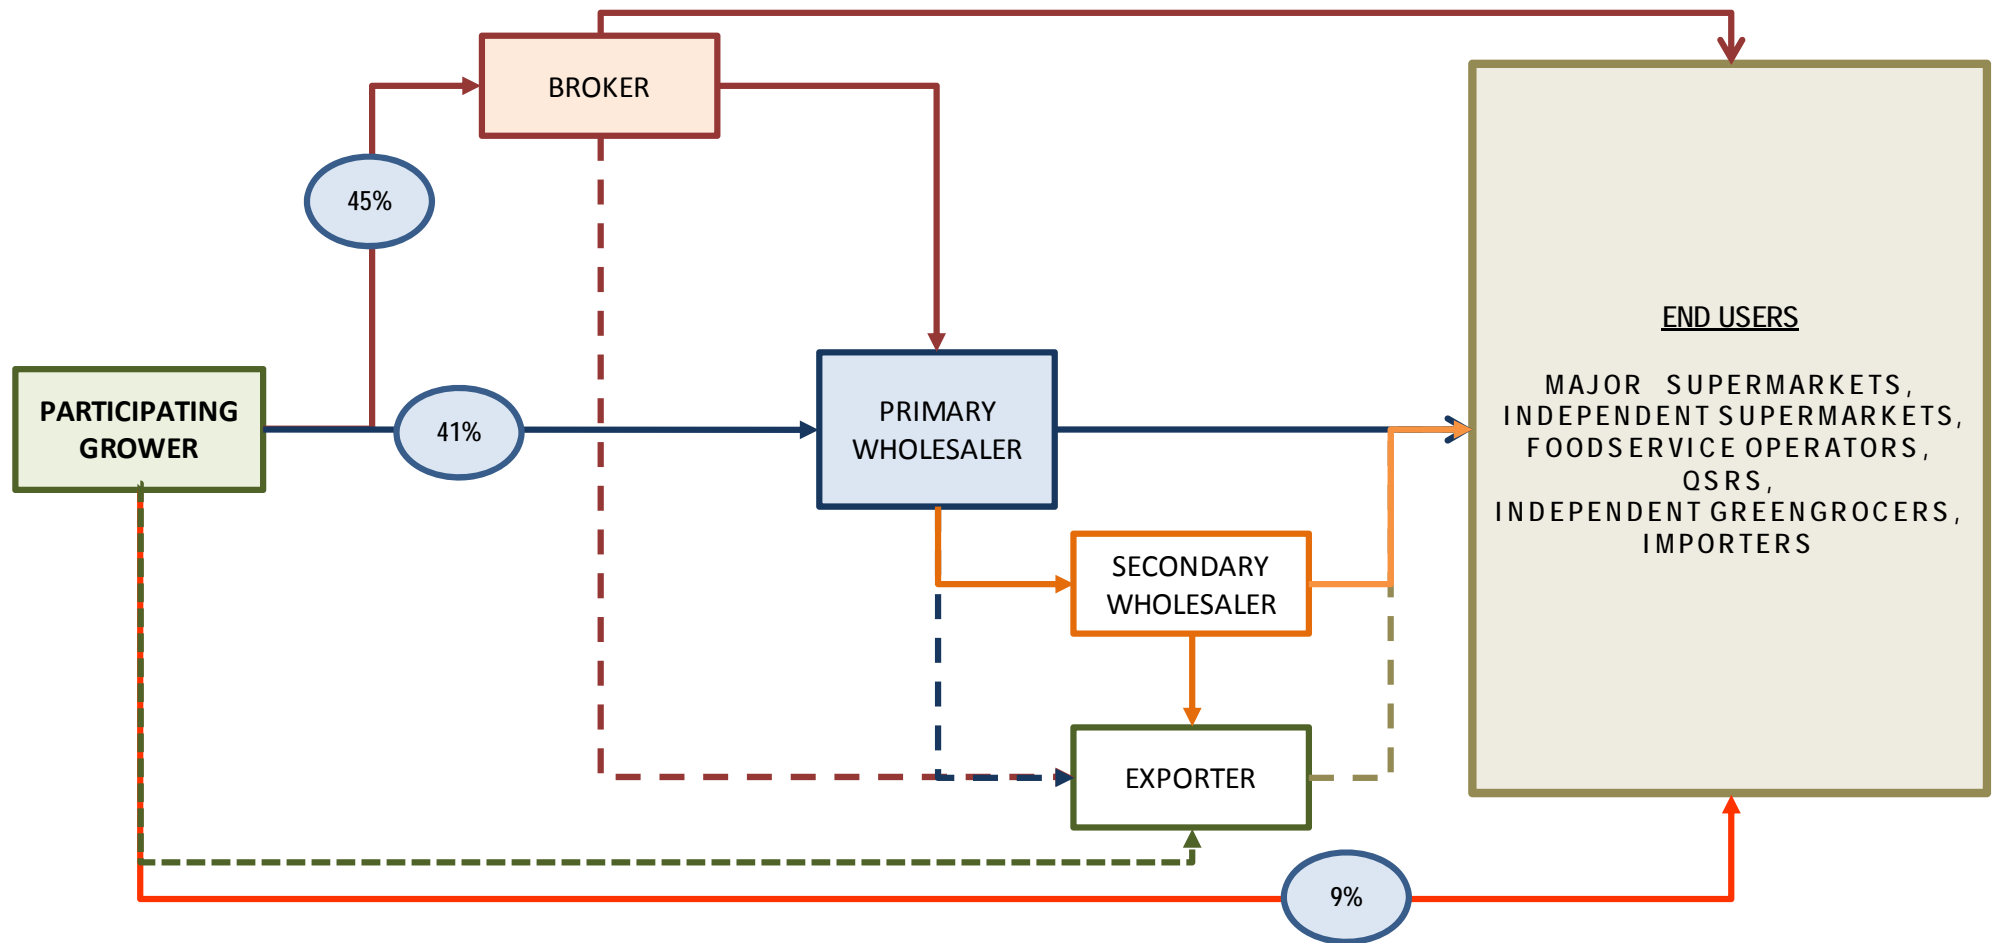 BROKER
45%
PARTICIPATING
GROWER
41%
PRIMARY
WHOLESALER
SECONDARY
WHOLESALER
EXPORTER
9%
END USERS
MAJOR SUPERMARKETS,
INDEPENDENT SUPERMARKETS,
FOODSERVICE OPERATORS,
QSRS,
INDEPENDENT GREENGROCERS,
IMPORTERS